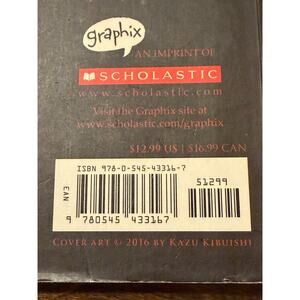 graphix
AN IMPRINT OF
SCHOLASTIC
www.scholastic.com
Visit the Graphix site at
www.scholastic.com/graphix
$12.99 US | $16.99 CAN
ISBN 978-0-545-43316-7
51299
EAN
9 780545 433167
COVER ART © 2016 BY KAZU KIBUISHI